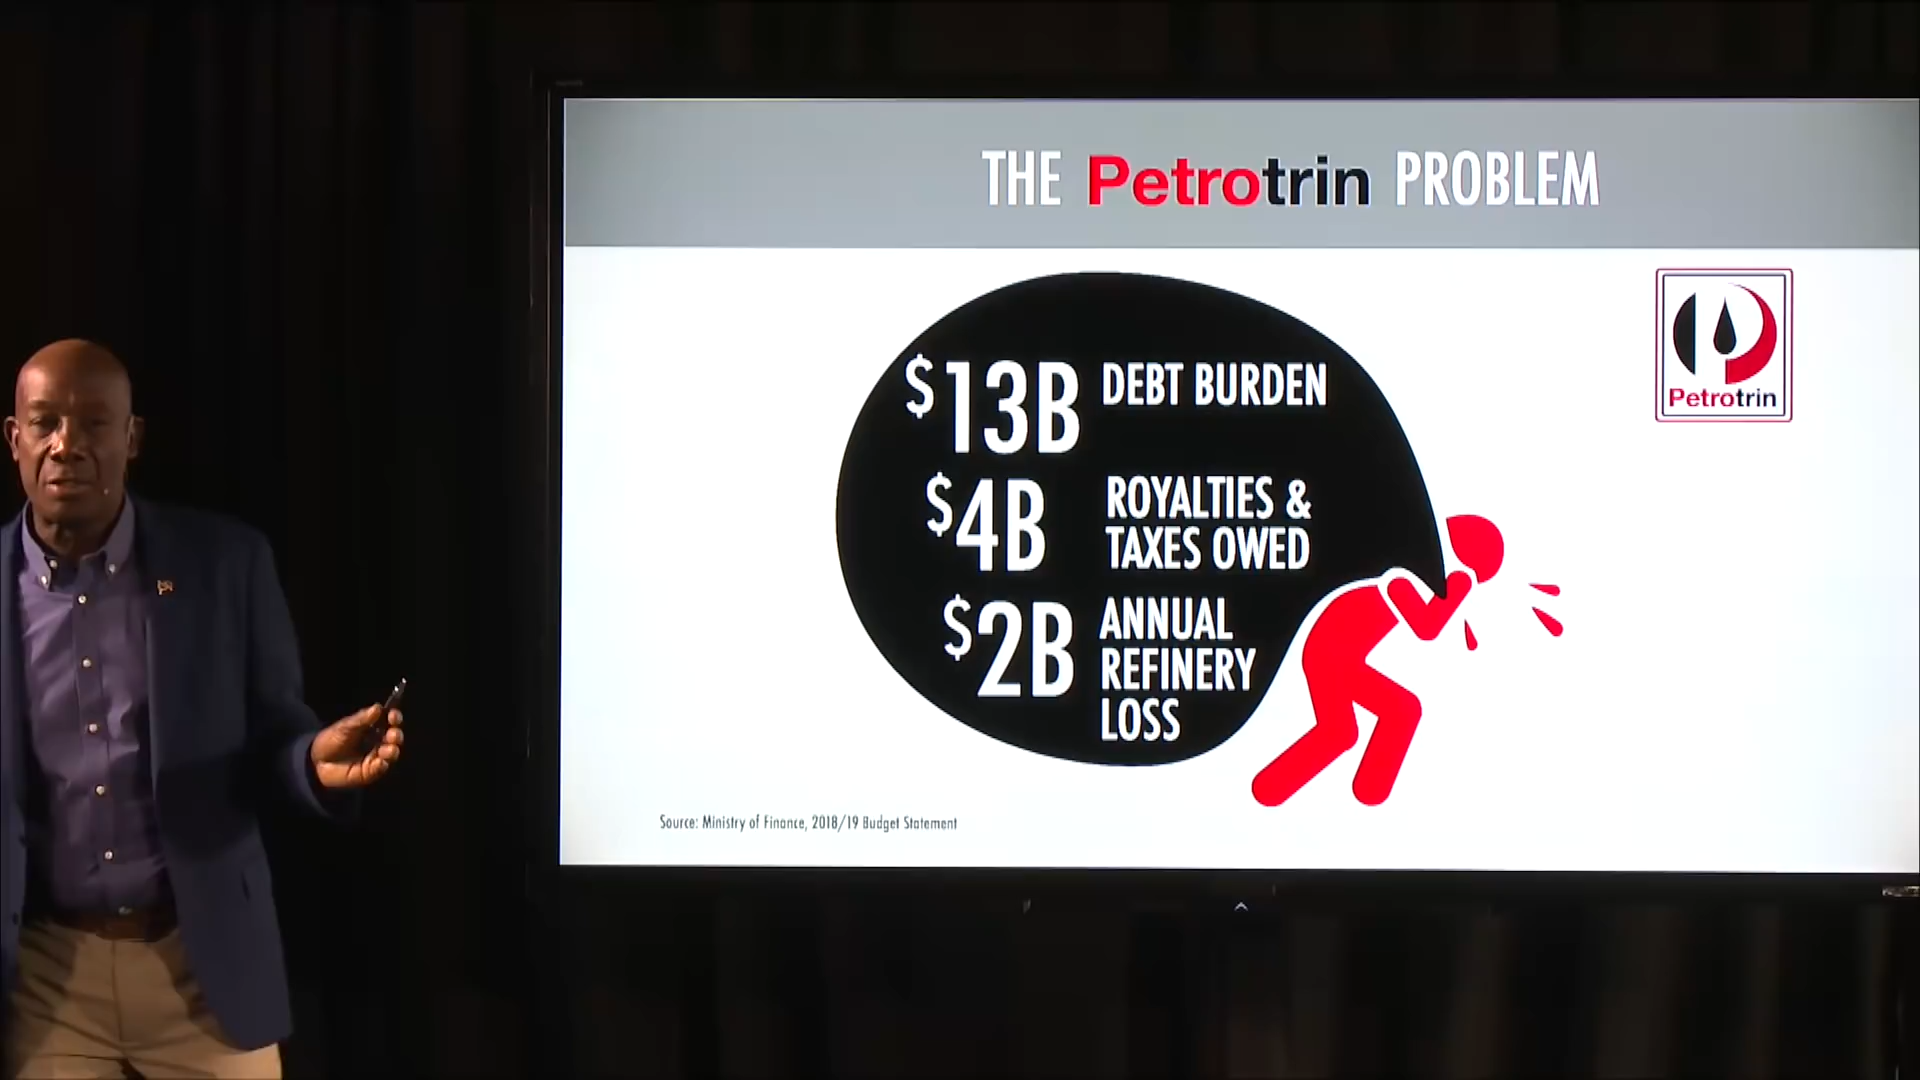 THE Petrotrin PROBLEM
Petrotrin
$13B DEBT BURDEN
$4B ROYALTIES &
TAXES OWED
$2B ANNUAL
REFINERY
LOSS
Source: Ministry of Finance, 2018/19 Budget Statement